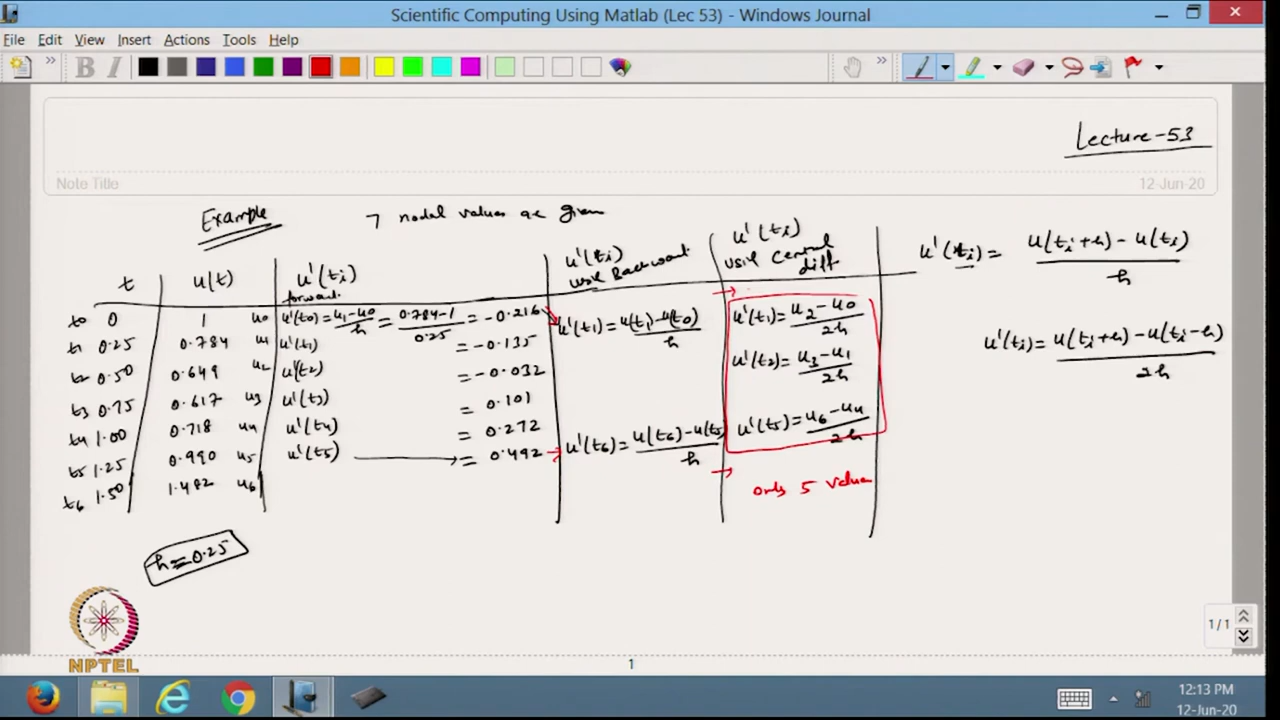 Scientific Computing Using Matlab (Lec 53) - Windows Journal
File Edit View Insert Actions Tools Help
Lecture-53
Note Title
12-Jun-20
Example 7 nodal values are given
t u(t) u'(ti) forward u'(ti) using Backward u'(ti) using Central diff
u'(ti) = (u(ti+h) - u(ti))/h
t0 0 1 u0 u'(t0) = (u1-u0)/h = (0.784-1)/0.25 = -0.216 u'(t1) = (u(t1)-u(t0))/h u'(t1) = (u2-u0)/2h
t1 0.25 0.784 u1 u'(t1) = -0.135
u'(ti) = (u(ti+h) - u(ti-h))/2h
t2 0.50 0.649 u2 u'(t2) = -0.032 u'(t2) = (u3-u1)/2h
t3 0.75 0.617 u3 u'(t3) = 0.101
t4 1.00 0.718 u4 u'(t4) = 0.272 u'(t5) = (u6-u4)/2h
t5 1.25 0.990 u5 u'(t5) = 0.492 u'(t6) = (u(t6)-u(t5))/h
t6 1.50 1.482 u6
only 5 values
h = 0.25
NPTEL
1/1
1
12:13 PM
12-Jun-20